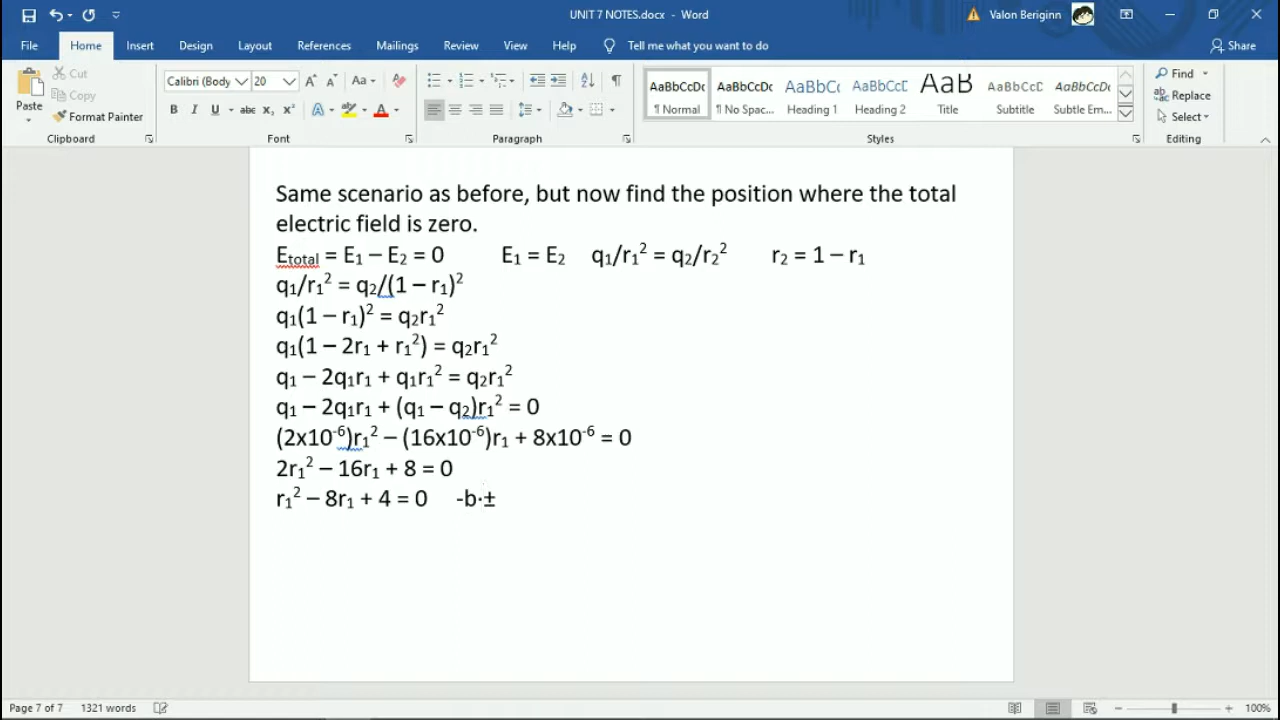 UNIT 7 NOTES.docx - Word
Valon Beriginn
File Home Insert Design Layout References Mailings Review View Help Tell me what you want to do Share
Paste
Cut
Copy
Format Painter
Clipboard
Calibri (Body 20
Font
Paragraph
AaBbCcDc AaBbCcDc AaBbCc AaBbCcD AaB AaBbCcD AaBbCcDc
¶ Normal ¶ No Spac... Heading 1 Heading 2 Title Subtitle Subtle Em...
Styles
Find
Replace
Select
Editing
Same scenario as before, but now find the position where the total
electric field is zero.
E₍total₎ = E₁ – E₂ = 0 E₁ = E₂ q₁/r₁² = q₂/r₂² r₂ = 1 – r₁
q₁/r₁² = q₂/(1 – r₁)²
q₁(1 – r₁)² = q₂r₁²
q₁(1 – 2r₁ + r₁²) = q₂r₁²
q₁ – 2q₁r₁ + q₁r₁² = q₂r₁²
q₁ – 2q₁r₁ + (q₁ – q₂)r₁² = 0
(2x10⁻⁶)r₁² – (16x10⁻⁶)r₁ + 8x10⁻⁶ = 0
2r₁² – 16r₁ + 8 = 0
r₁² – 8r₁ + 4 = 0 -b·±
Page 7 of 7 1321 words 100%